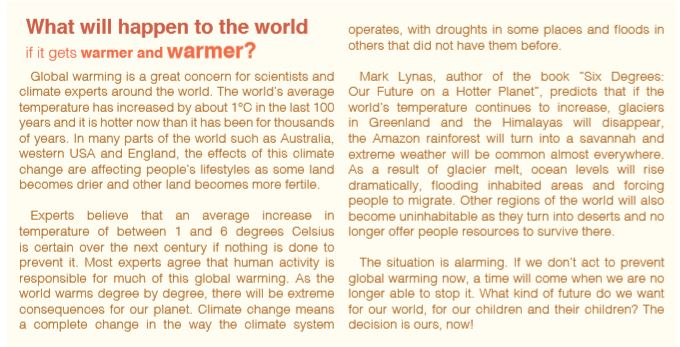 What will happen to the world
if it gets warmer and warmer?
Global warming is a great concern for scientists and
climate experts around the world. The world's average
temperature has increased by about 1°C in the last 100
years and it is hotter now than it has been for thousands
of years. In many parts of the world such as Australia,
western USA and England, the effects of this climate
change are affecting people's lifestyles as some land
becomes drier and other land becomes more fertile.
Experts believe that an average increase in
temperature of between 1 and 6 degrees Celsius
is certain over the next century if nothing is done to
prevent it. Most experts agree that human activity is
responsible for much of this global warming. As the
world warms degree by degree, there will be extreme
consequences for our planet. Climate change means
a complete change in the way the climate system
operates, with droughts in some places and floods in
others that did not have them before.
Mark Lynas, author of the book "Six Degrees:
Our Future on a Hotter Planet", predicts that if the
world's temperature continues to increase, glaciers
in Greenland and the Himalayas will disappear,
the Amazon rainforest will turn into a savannah and
extreme weather will be common almost everywhere.
As a result of glacier melt, ocean levels will rise
dramatically, flooding inhabited areas and forcing
people to migrate. Other regions of the world will also
become uninhabitable as they turn into deserts and no
longer offer people resources to survive there.
The situation is alarming. If we don't act to prevent
global warming now, a time will come when we are no
longer able to stop it. What kind of future do we want
for our world, for our children and their children? The
decision is ours, now!